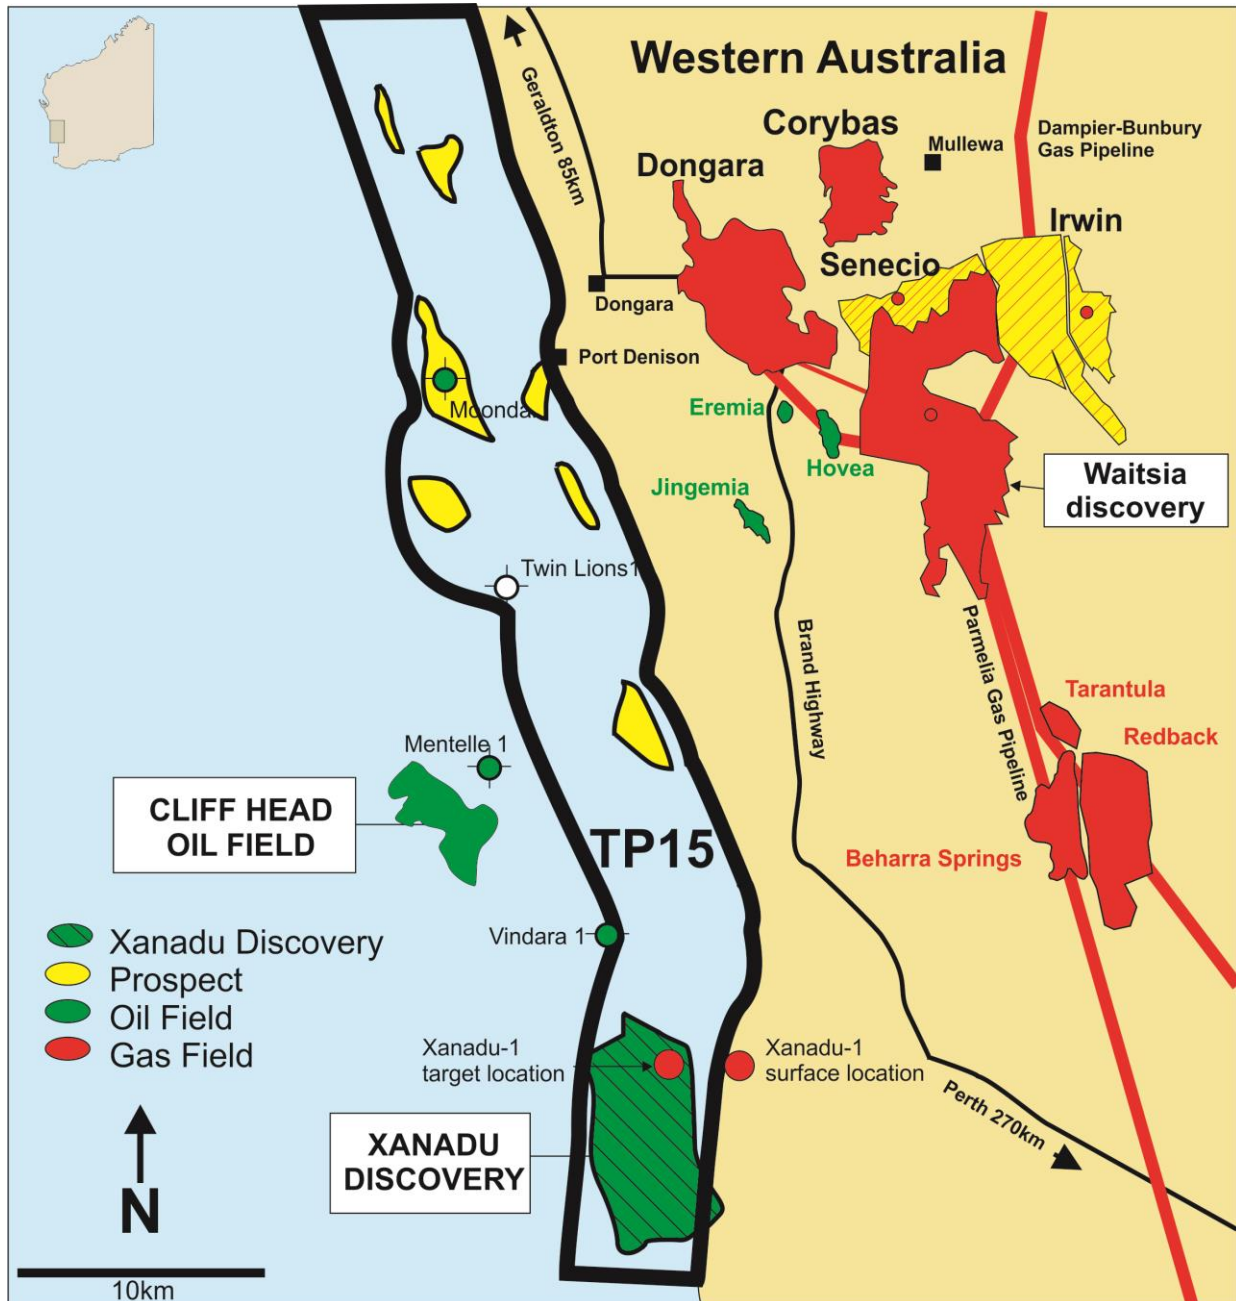 Western Australia
Geraldton 85km
Corybas
Mullewa
Dampier-Bunbury
Gas Pipeline
Dongara
Irwin
Senecio
Dongara
Port Denison
Moonda
Eremia
Hovea
Jingemia
Waitsia
discovery
Twin Lions1
Brand Highway
Parmelia Gas Pipeline
Tarantula
Redback
Mentelle 1
CLIFF HEAD
OIL FIELD
TP15
Beharra Springs
Vindara 1
Xanadu Discovery
Prospect
Oil Field
Gas Field
Xanadu-1
target location
Xanadu-1
surface location
Perth 270km
XANADU
DISCOVERY
N
10km